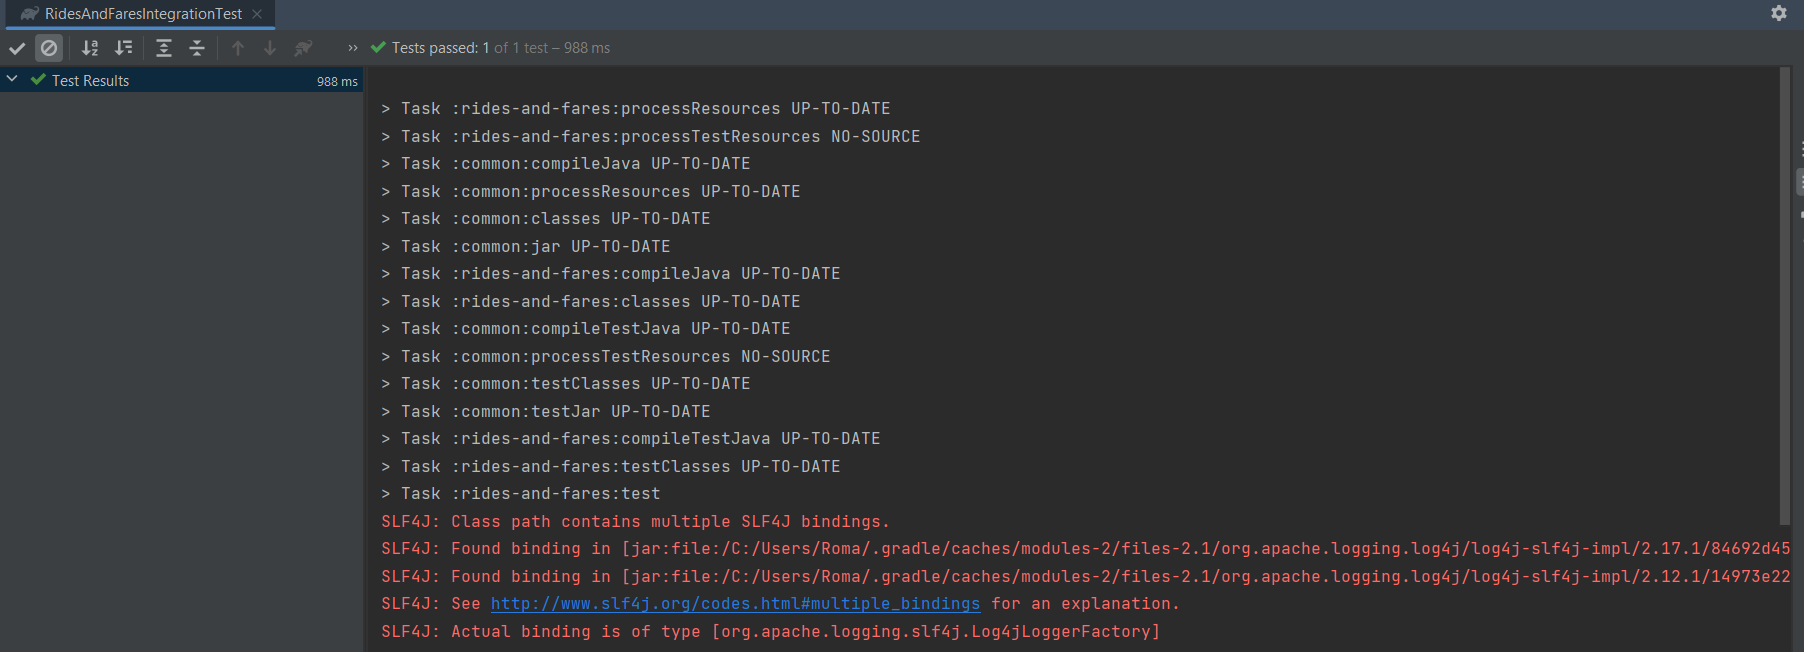 RidesAndFaresIntegrationTest
Tests passed: 1 of 1 test – 988 ms
Test Results 988 ms
> Task :rides-and-fares:processResources UP-TO-DATE
> Task :rides-and-fares:processTestResources NO-SOURCE
> Task :common:compileJava UP-TO-DATE
> Task :common:processResources UP-TO-DATE
> Task :common:classes UP-TO-DATE
> Task :common:jar UP-TO-DATE
> Task :rides-and-fares:compileJava UP-TO-DATE
> Task :rides-and-fares:classes UP-TO-DATE
> Task :common:compileTestJava UP-TO-DATE
> Task :common:processTestResources NO-SOURCE
> Task :common:testClasses UP-TO-DATE
> Task :common:testJar UP-TO-DATE
> Task :rides-and-fares:compileTestJava UP-TO-DATE
> Task :rides-and-fares:testClasses UP-TO-DATE
> Task :rides-and-fares:test
SLF4J: Class path contains multiple SLF4J bindings.
SLF4J: Found binding in [jar:file:/C:/Users/Roma/.gradle/caches/modules-2/files-2.1/org.apache.logging.log4j/log4j-slf4j-impl/2.17.1/84692d45
SLF4J: Found binding in [jar:file:/C:/Users/Roma/.gradle/caches/modules-2/files-2.1/org.apache.logging.log4j/log4j-slf4j-impl/2.12.1/14973e22
SLF4J: See http://www.slf4j.org/codes.html#multiple_bindings for an explanation.
SLF4J: Actual binding is of type [org.apache.logging.slf4j.Log4jLoggerFactory]